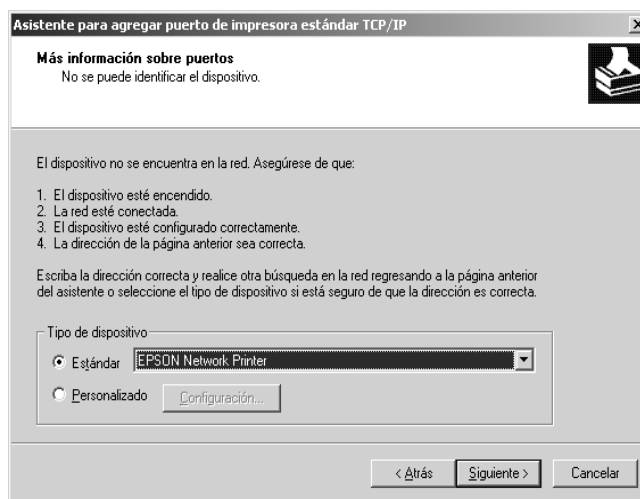 Asistente para agregar puerto de impresora estándar TCP/IP
Más información sobre puertos
No se puede identificar el dispositivo.
El dispositivo no se encuentra en la red. Asegúrese de que:
1. El dispositivo esté encendido.
2. La red esté conectada.
3. El dispositivo esté configurado correctamente.
4. La dirección de la página anterior sea correcta.
Escriba la dirección correcta y realice otra búsqueda en la red regresando a la página anterior
del asistente o seleccione el tipo de dispositivo si está seguro de que la dirección es correcta.
Tipo de dispositivo
Estándar EPSON Network Printer
Personalizado Configuración...
< Atrás Siguiente > Cancelar